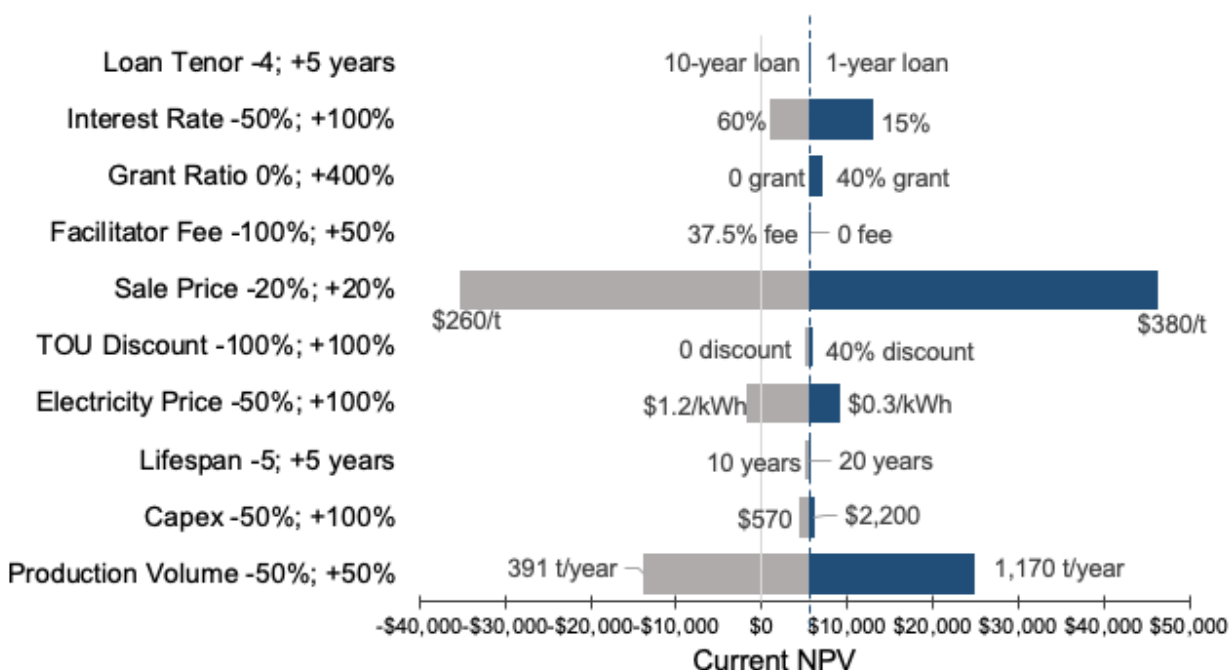 Loan Tenor -4; +5 years 10-year loan 1-year loan
Interest Rate -50%; +100% 60% 15%
Grant Ratio 0%; +400% 0 grant 40% grant
Facilitator Fee -100%; +50% 37.5% fee 0 fee
Sale Price -20%; +20%
$260/t $380/t
TOU Discount -100%; +100% 0 discount 40% discount
Electricity Price -50%; +100% $1.2/kWh $0.3/kWh
Lifespan -5; +5 years 10 years 20 years
Capex -50%; +100% $570 $2,200
Production Volume -50%; +50% 391 t/year 1,170 t/year
-$40,000 -$30,000 -$20,000 -$10,000 $0 $10,000 $20,000 $30,000 $40,000 $50,000
Current NPV